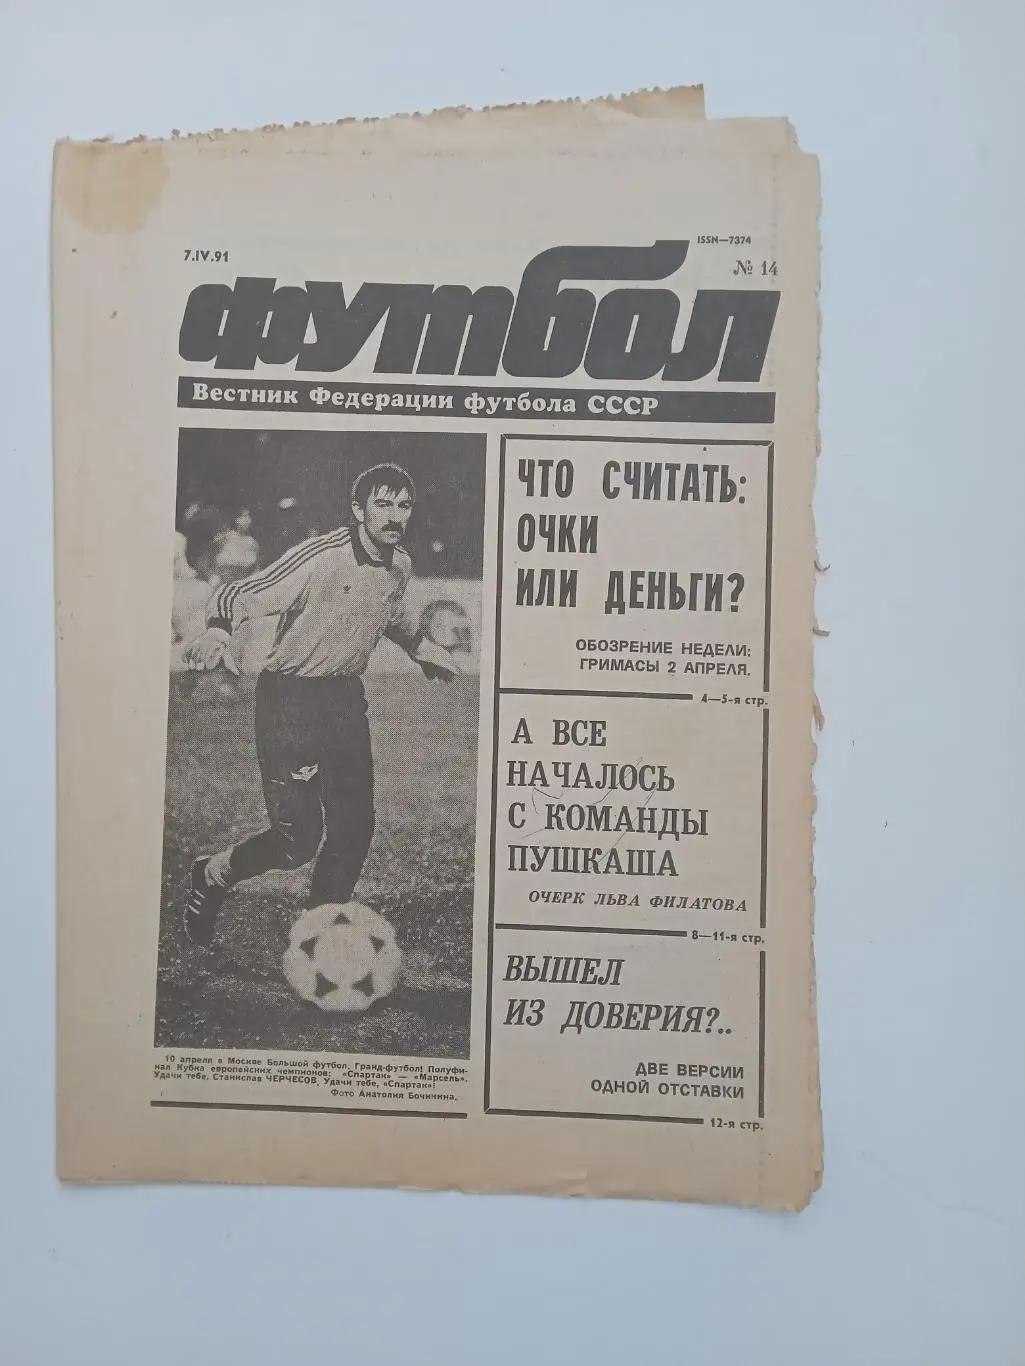 7.IV.91
ISSN—7374
№ 14
футбол
Вестник Федерации футбола СССР
ЧТО СЧИТАТЬ:
ОЧКИ
ИЛИ ДЕНЬГИ?
ОБОЗРЕНИЕ НЕДЕЛИ:
ГРИМАСЫ 2 АПРЕЛЯ.
4—5-я стр.
А ВСЕ
НАЧАЛОСЬ
С КОМАНДЫ
ПУШКАША
ОЧЕРК ЛЬВА ФИЛАТОВА
8—11-я стр.
ВЫШЕЛ
ИЗ ДОВЕРИЯ?..
ДВЕ ВЕРСИИ
ОДНОЙ ОТСТАВКИ
12-я стр.
10 апреля в Москве Большой футбол, Гранд-футбол! Полуфи-
нал Кубка европейских чемпионов: «Спартак» — «Марсель».
Удачи тебе, Станислав ЧЕРЧЕСОВ, Удачи тебе, «Спартак»!
Фото Анатолия Бочинина.